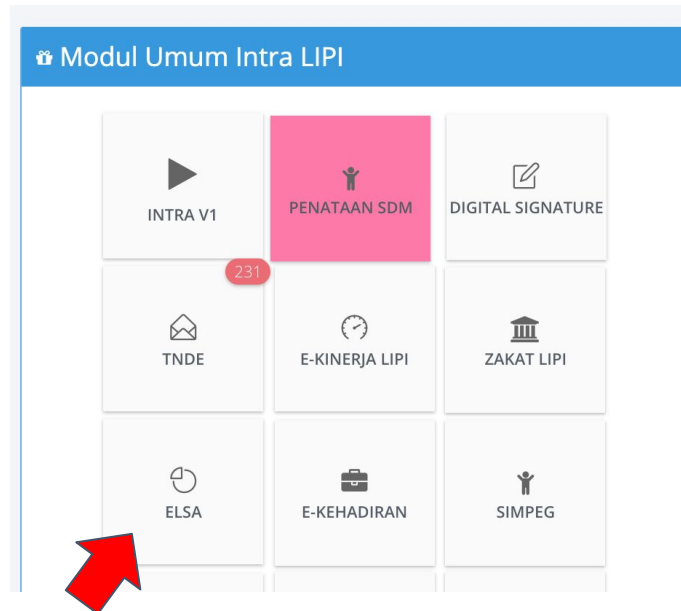 Modul Umum Intra LIPI
INTRA V1
PENATAAN SDM
DIGITAL SIGNATURE
231
TNDE
E-KINERJA LIPI
ZAKAT LIPI
ELSA
E-KEHADIRAN
SIMPEG